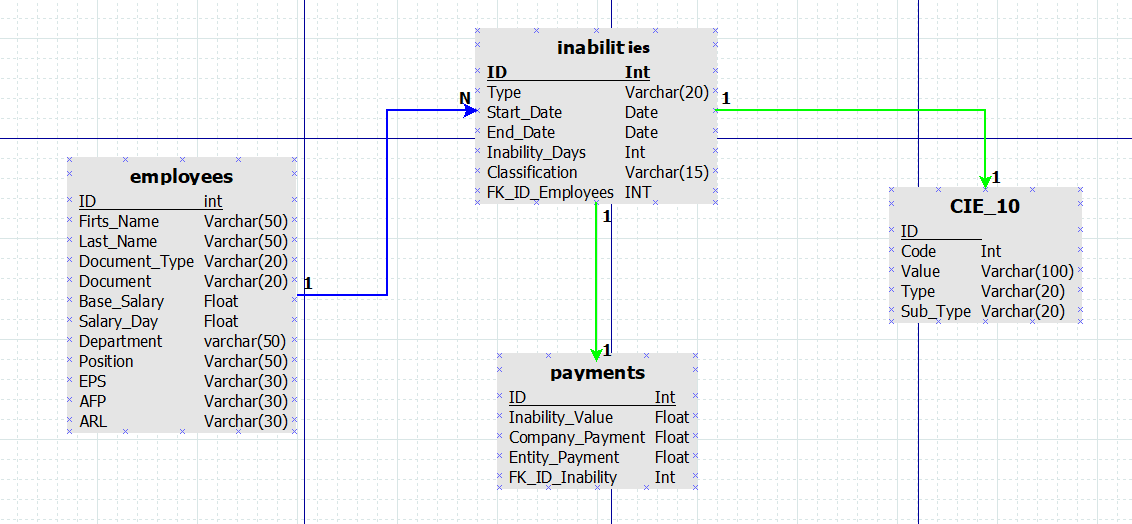 inabilities
ID Int
Type Varchar(20)
Start_Date Date
End_Date Date
Inability_Days Int
Classification Varchar(15)
FK_ID_Employees INT
N
1
1
employees
ID int
Firts_Name Varchar(50)
Last_Name Varchar(50)
Document_Type Varchar(20)
Document Varchar(20)
Base_Salary Float
Salary_Day Float
Department varchar(50)
Position Varchar(50)
EPS Varchar(30)
AFP Varchar(30)
ARL Varchar(30)
1
1
CIE_10
ID
Code Int
Value Varchar(100)
Type Varchar(20)
Sub_Type Varchar(20)
1
payments
ID Int
Inability_Value Float
Company_Payment Float
Entity_Payment Float
FK_ID_Inability Int